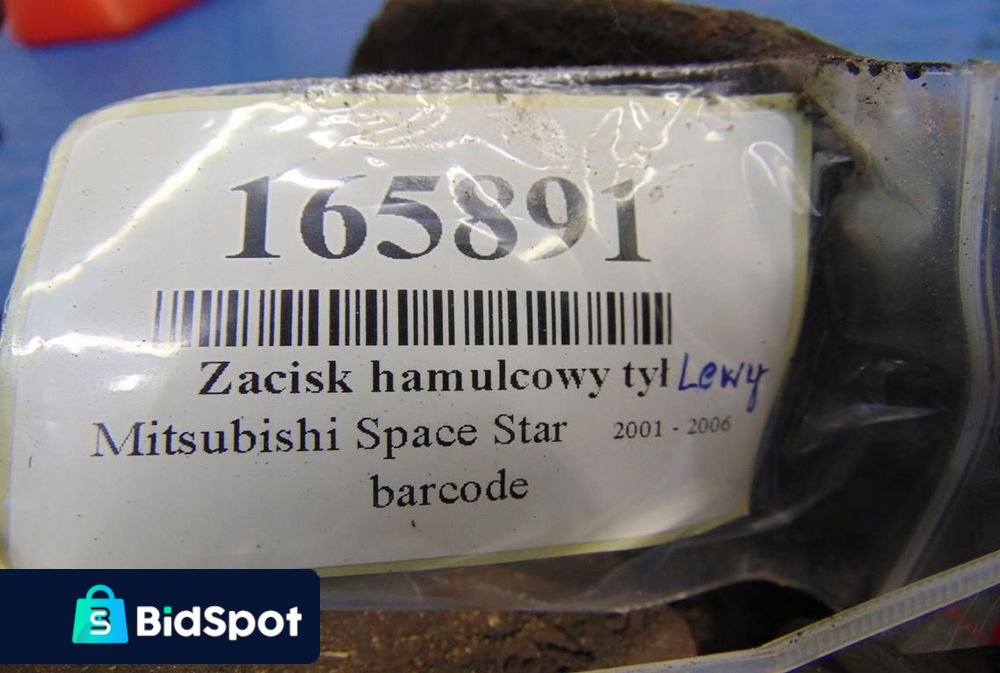 165891
Zacisk hamulcowy tył Lewy
Mitsubishi Space Star 2001 - 2006
barcode
BidSpot